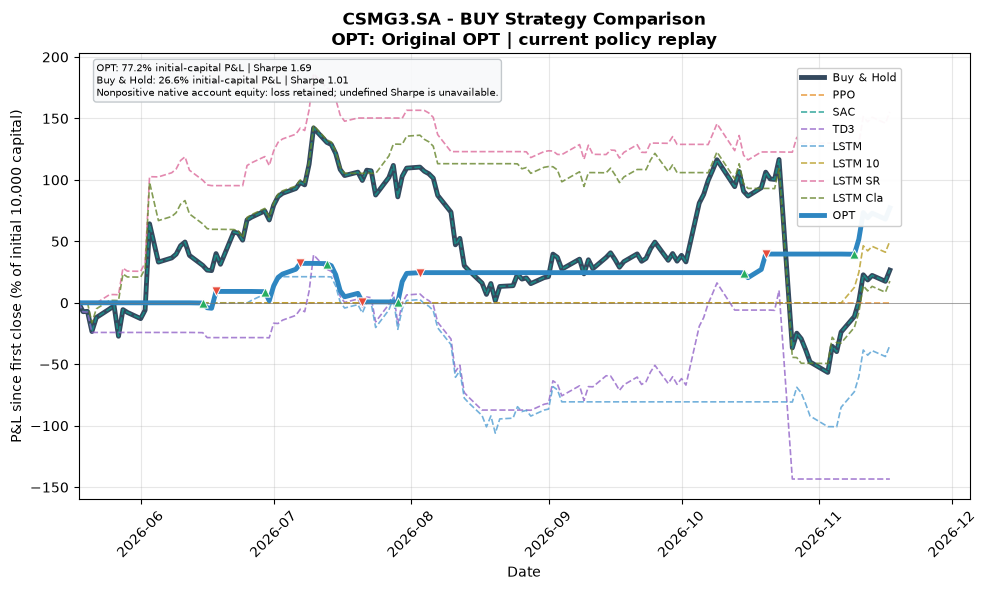 CSMG3.SA - BUY Strategy Comparison
OPT: Original OPT | current policy replay
OPT: 77.2% initial-capital P&L | Sharpe 1.69
Buy & Hold: 26.6% initial-capital P&L | Sharpe 1.01
Nonpositive native account equity: loss retained; undefined Sharpe is unavailable.
Buy & Hold
PPO
SAC
TD3
LSTM
LSTM 10
LSTM SR
LSTM Cla
OPT
P&L since first close (% of initial 10,000 capital)
200
150
100
50
0
−50
−100
−150
2026-06
2026-07
2026-08
2026-09
2026-10
2026-11
2026-12
Date